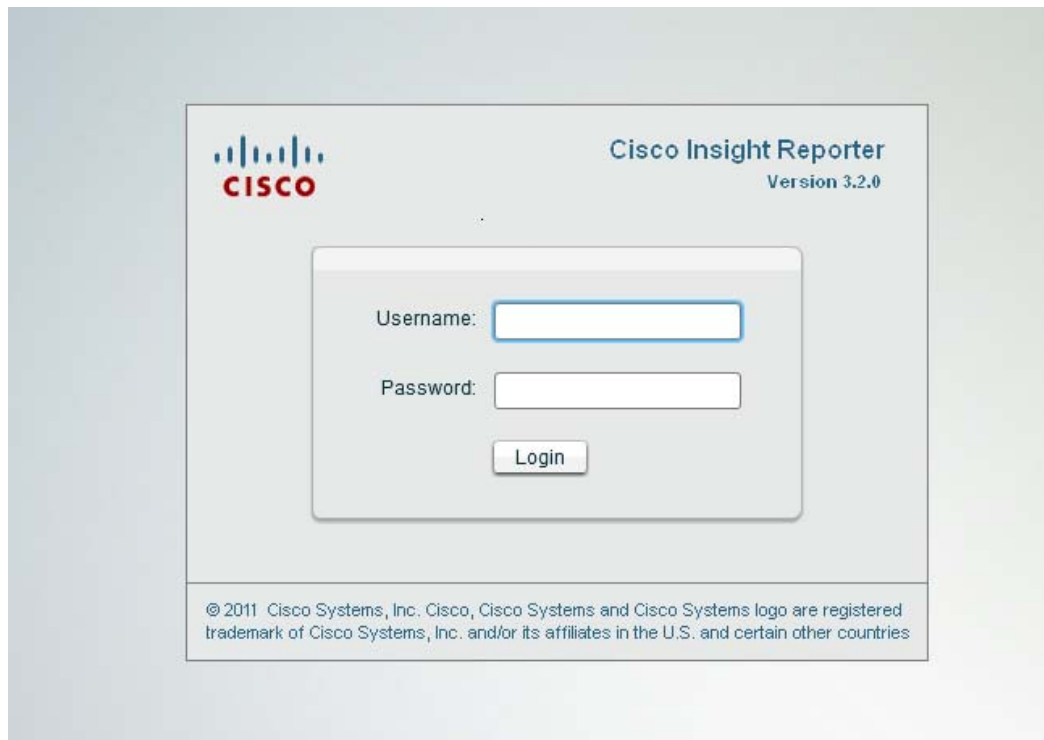 CISCO
Cisco Insight Reporter
Version 3.2.0
Username:
Password:
Login
© 2011 Cisco Systems, Inc. Cisco, Cisco Systems and Cisco Systems logo are registered
trademark of Cisco Systems, Inc. and/or its affiliates in the U.S. and certain other countries